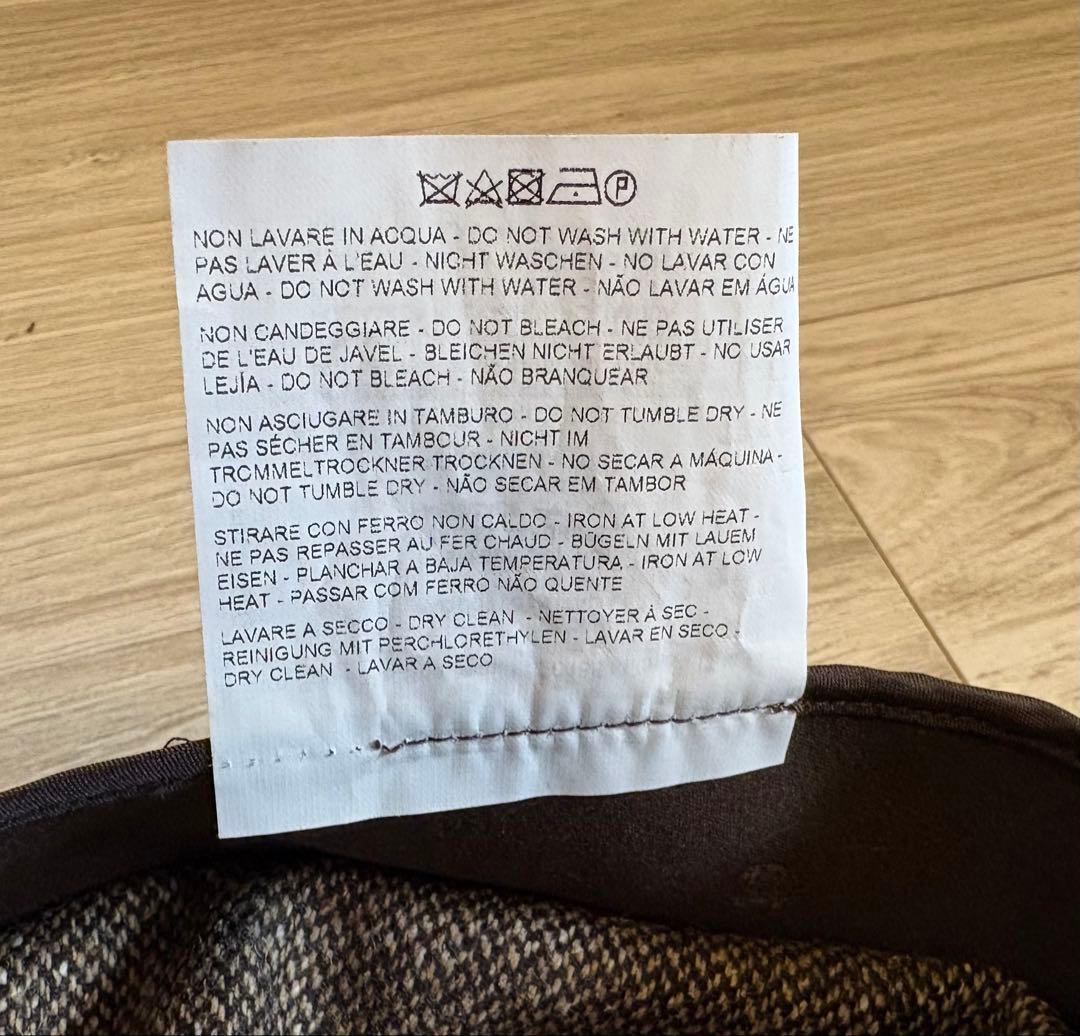 P
NON LAVARE IN ACQUA - DO NOT WASH WITH WATER - NE
PAS LAVER À L'EAU - NICHT WASCHEN - NO LAVAR CON
AGUA - DO NOT WASH WITH WATER - NÃO LAVAR EM ÁGUA
NON CANDEGGIARE - DO NOT BLEACH - NE PAS UTILISER
DE L'EAU DE JAVEL - BLEICHEN NICHT ERLAUBT - NO USAR
LEJÍA - DO NOT BLEACH - NÃO BRANQUEAR
NON ASCIUGARE IN TAMBURO - DO NOT TUMBLE DRY - NE
PAS SÉCHER EN TAMBOUR - NICHT IM
TROMMELTROCKNER TROCKNEN - NO SECAR A MÁQUINA -
DO NOT TUMBLE DRY - NÃO SECAR EM TAMBOR
STIRARE CON FERRO NON CALDO - IRON AT LOW HEAT -
NE PAS REPASSER AU FER CHAUD - BÜGELN MIT LAUEM
EISEN - PLANCHAR A BAJA TEMPERATURA - IRON AT LOW
HEAT - PASSAR COM FERRO NÃO QUENTE
LAVARE A SECCO - DRY CLEAN - NETTOYER À SEC -
REINIGUNG MIT PERCHLORETHYLEN - LAVAR EN SECO -
DRY CLEAN - LAVAR A SECO